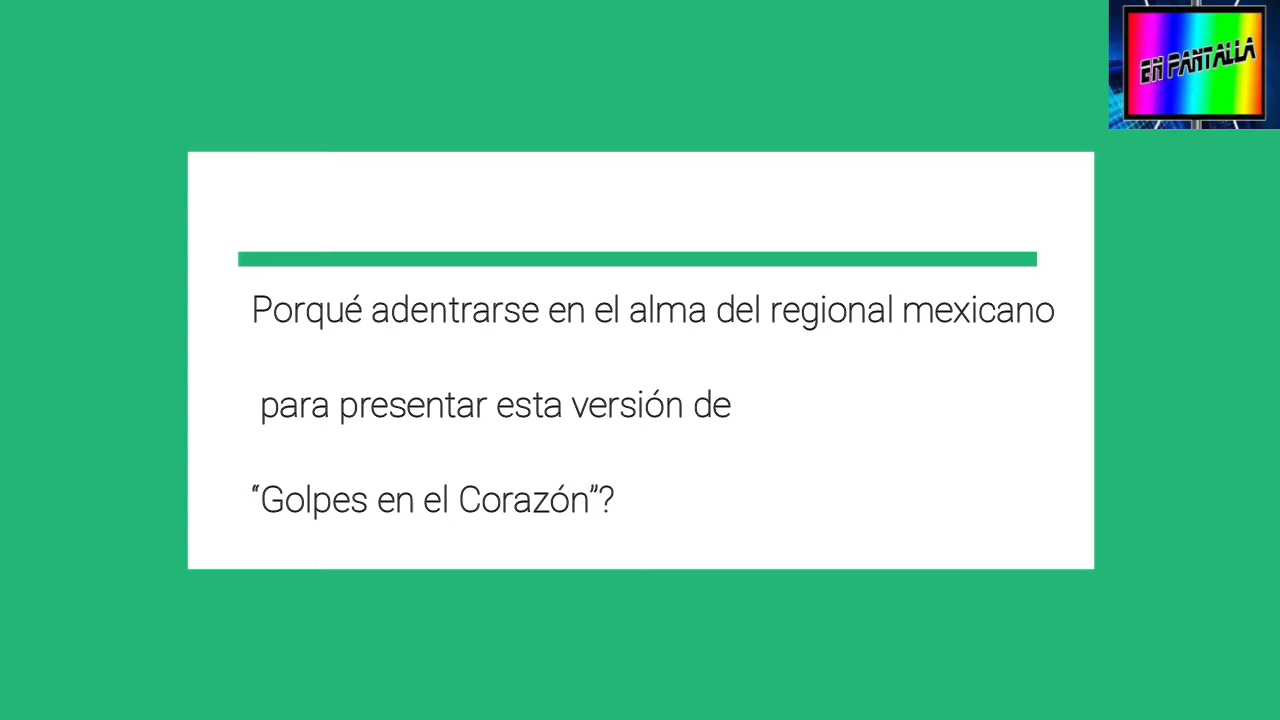 EN PANTALLA
Porqué adentrarse en el alma del regional mexicano
para presentar esta versión de
“Golpes en el Corazón”?